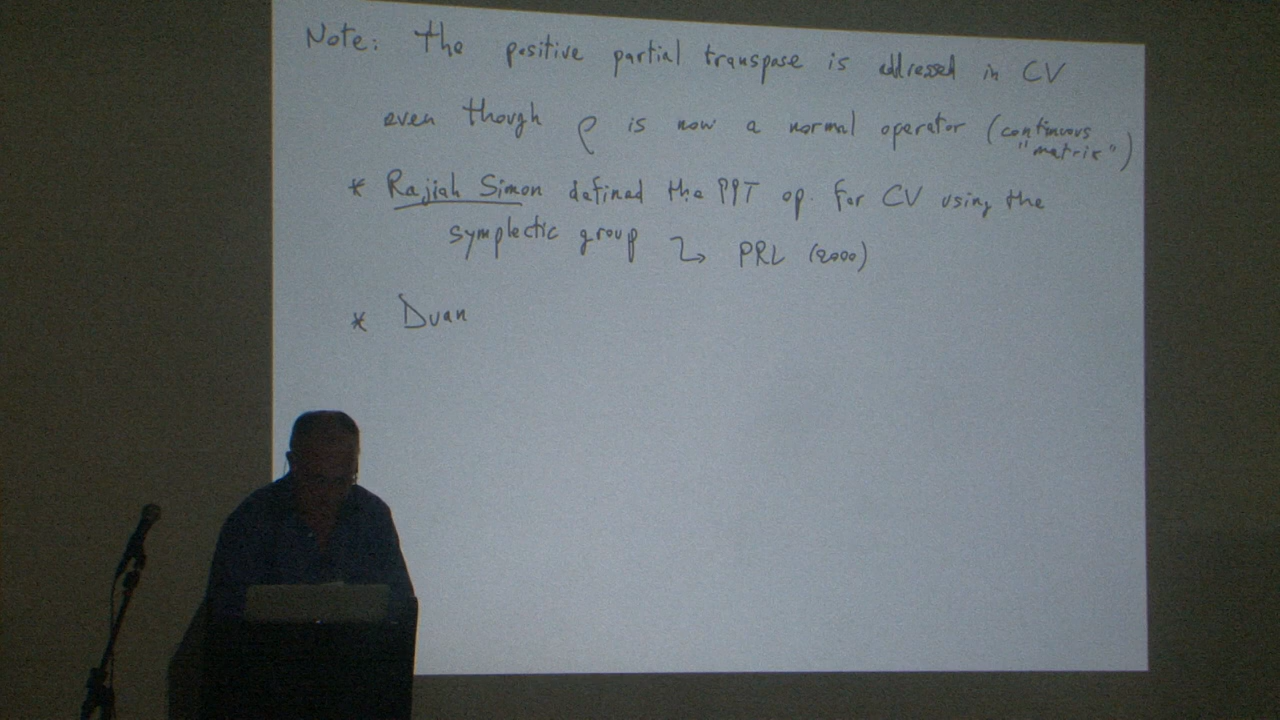 Note: the positive partial transpose is addressed in CV
even though ρ is now a normal operator (continuous
"matrix")
* Rajiah Simon defined the PPT op. for CV using the
symplectic group ↳ PRL (2000)
* Duan